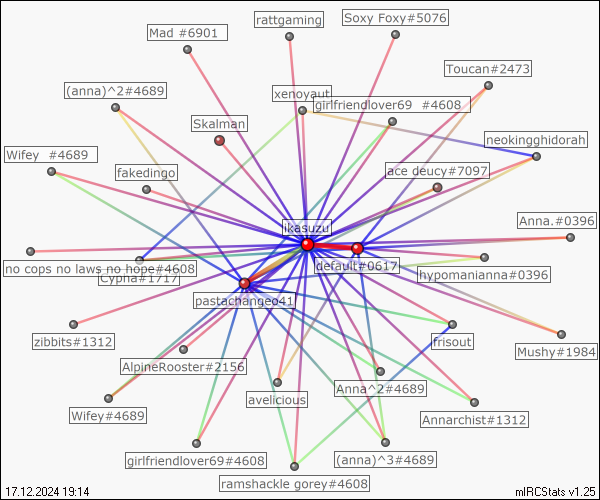 Soxy Foxy#5076
rattgaming
Mad #6901
Toucan#2473
(anna)^2#4689
xenoyaut
girlfriendlover69 #4608
Skalman
neokingghidorah
Wifey #4689
fakedingo
ace deucy#7097
Anna.#0396
ikasuzu
default#0617
no cops no laws no hope#4608
hypomanianna#0396
Cypha#1717
pastachangeo41
zibbits#1312
frisout
Mushy#1984
AlpineRooster#2156
Anna^2#4689
avelicious
Wifey#4689
Annarchist#1312
girlfriendlover69#4608
(anna)^3#4689
ramshackle gorey#4608
17.12.2024 19:14
mIRCStats v1.25